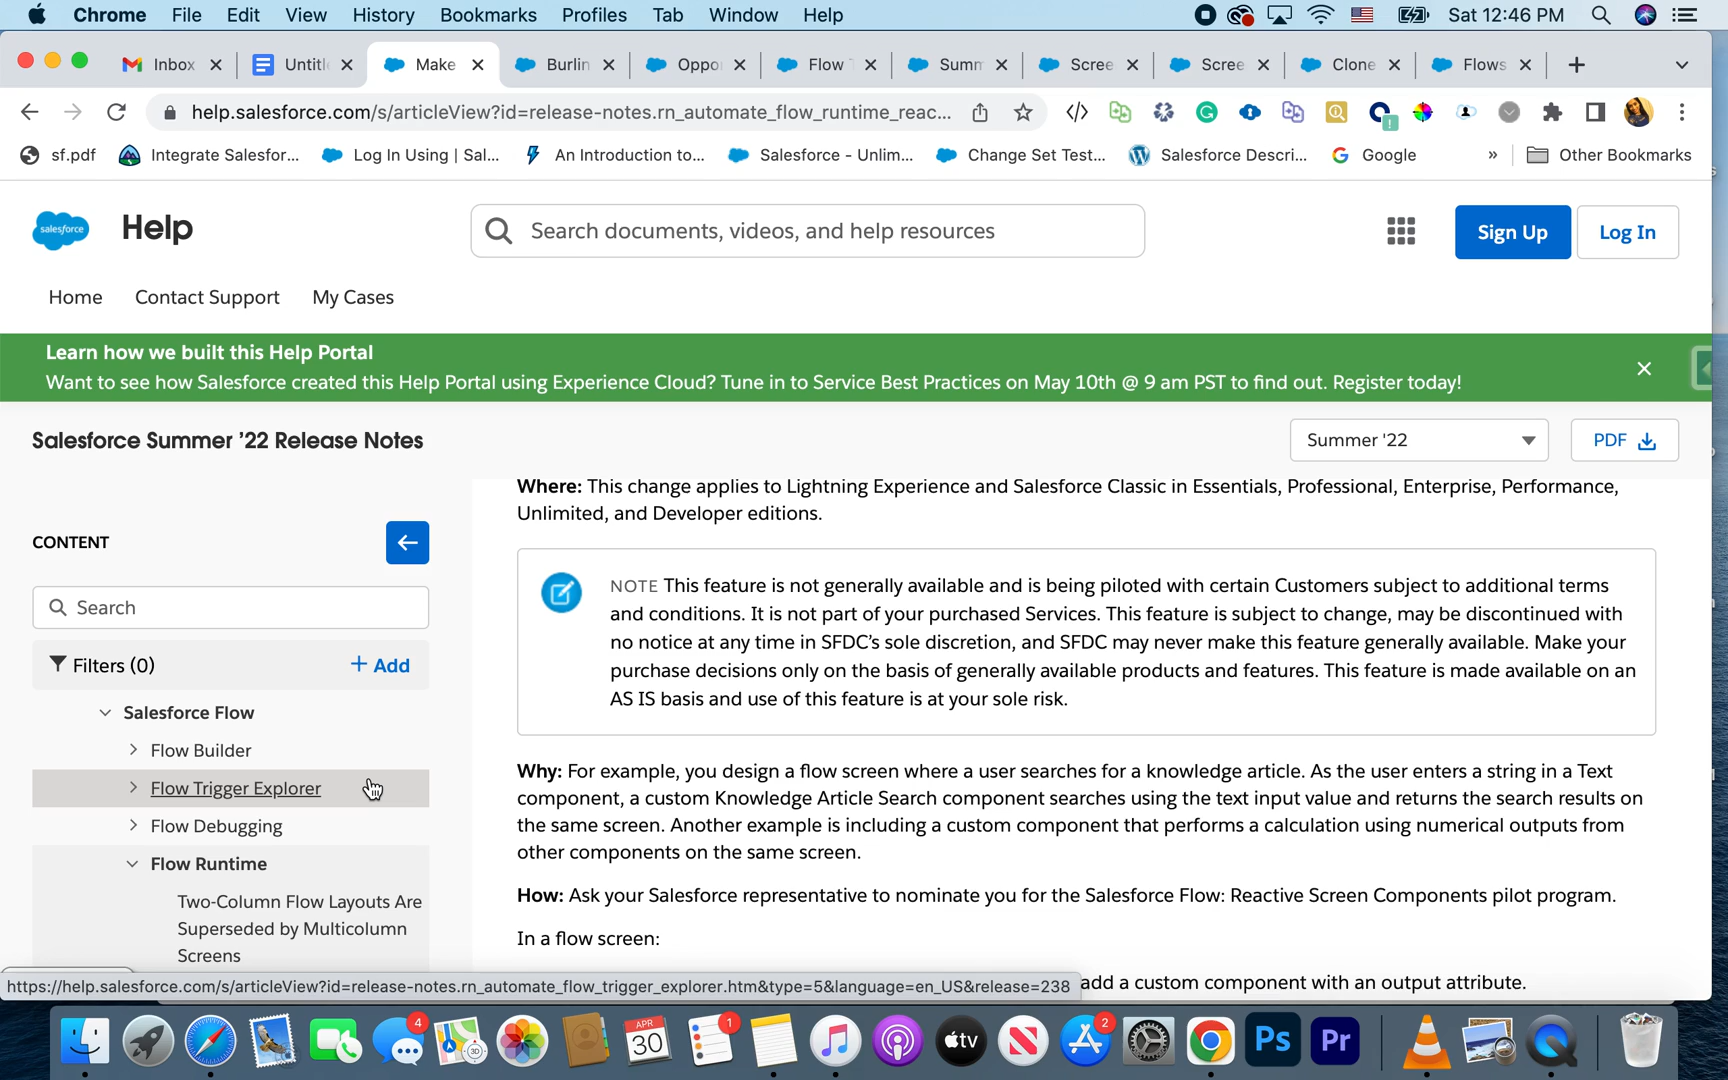 Chrome File Edit View History Bookmarks Profiles Tab Window Help Sat 12:46 PM
Inbox Untitl Make Burlin Oppo Flow T Summ Scree Scree Clone Flows
help.salesforce.com/s/articleView?id=release-notes.rn_automate_flow_runtime_reac...
sf.pdf Integrate Salesfor... Log In Using | Sal... An Introduction to... Salesforce - Unlim... Change Set Test... Salesforce Descri... Google » Other Bookmarks
salesforce Help Search documents, videos, and help resources Sign Up Log In
Home Contact Support My Cases
Learn how we built this Help Portal
Want to see how Salesforce created this Help Portal using Experience Cloud? Tune in to Service Best Practices on May 10th @ 9 am PST to find out. Register today!
Salesforce Summer '22 Release Notes Summer '22 PDF
CONTENT
Search
Filters (0) + Add
Salesforce Flow
Flow Builder
Flow Trigger Explorer
Flow Debugging
Flow Runtime
Two-Column Flow Layouts Are
Superseded by Multicolumn
Screens
Where: This change applies to Lightning Experience and Salesforce Classic in Essentials, Professional, Enterprise, Performance,
Unlimited, and Developer editions.
NOTE This feature is not generally available and is being piloted with certain Customers subject to additional terms
and conditions. It is not part of your purchased Services. This feature is subject to change, may be discontinued with
no notice at any time in SFDC's sole discretion, and SFDC may never make this feature generally available. Make your
purchase decisions only on the basis of generally available products and features. This feature is made available on an
AS IS basis and use of this feature is at your sole risk.
Why: For example, you design a flow screen where a user searches for a knowledge article. As the user enters a string in a Text
component, a custom Knowledge Article Search component searches using the text input value and returns the search results on
the same screen. Another example is including a custom component that performs a calculation using numerical outputs from
other components on the same screen.
How: Ask your Salesforce representative to nominate you for the Salesforce Flow: Reactive Screen Components pilot program.
In a flow screen:
add a custom component with an output attribute.
https://help.salesforce.com/s/articleView?id=release-notes.rn_automate_flow_trigger_explorer.htm&type=5&language=en_US&release=238
4 3D APR 30 1 tv 2 Ps Pr